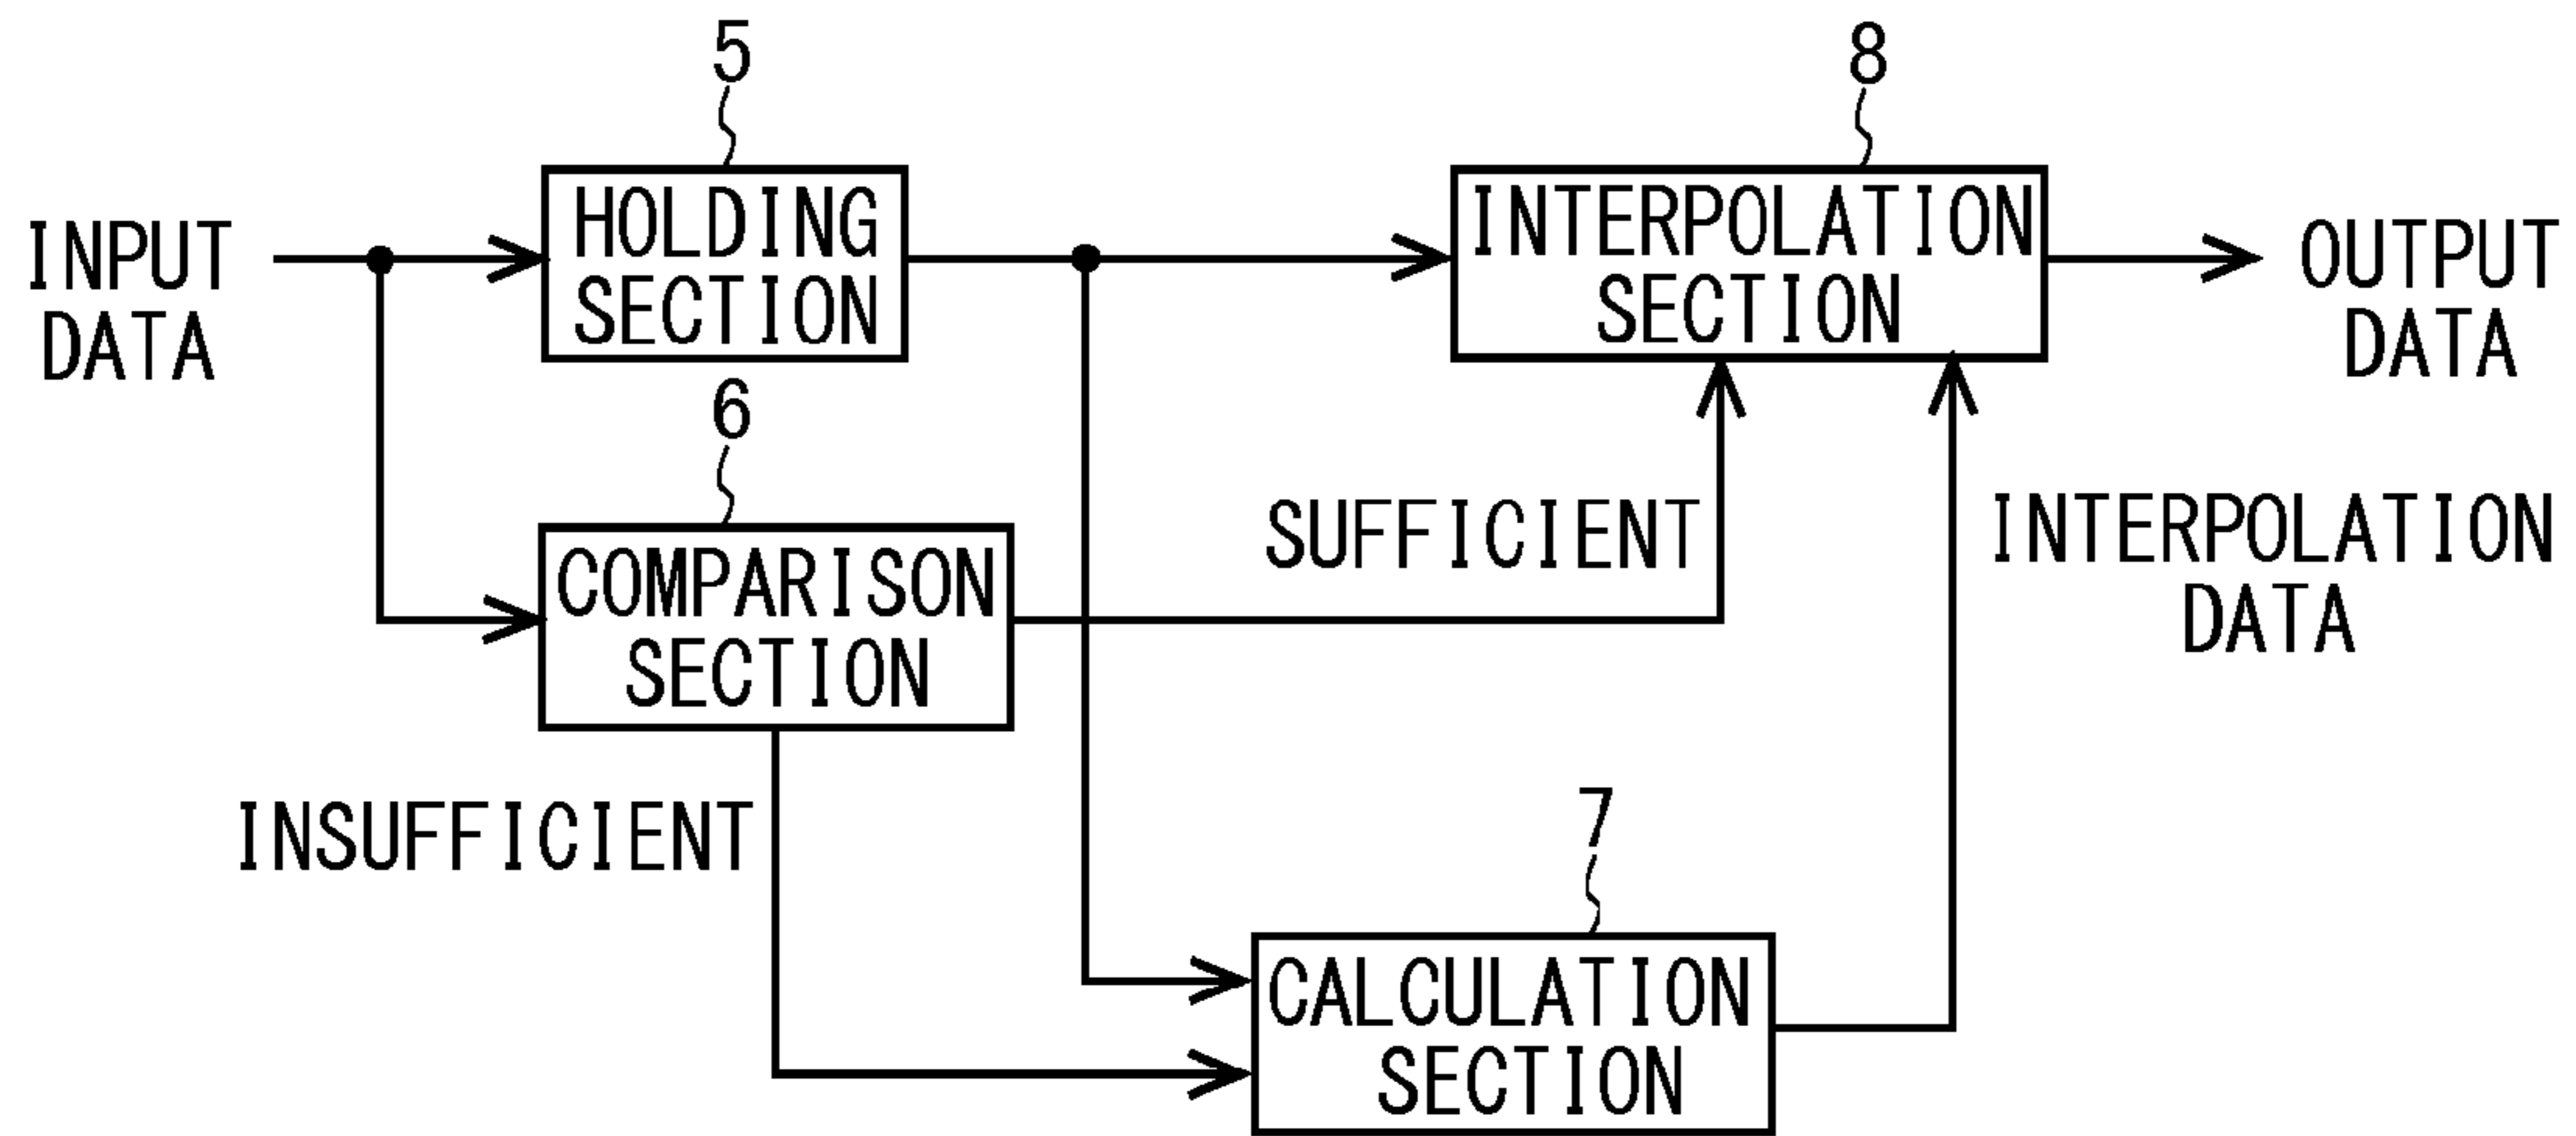 5
8
INPUT
DATA
HOLDING
SECTION
INTERPOLATION
SECTION
OUTPUT
DATA
6
COMPARISON
SECTION
SUFFICIENT
INTERPOLATION
DATA
INSUFFICIENT
7
CALCULATION
SECTION